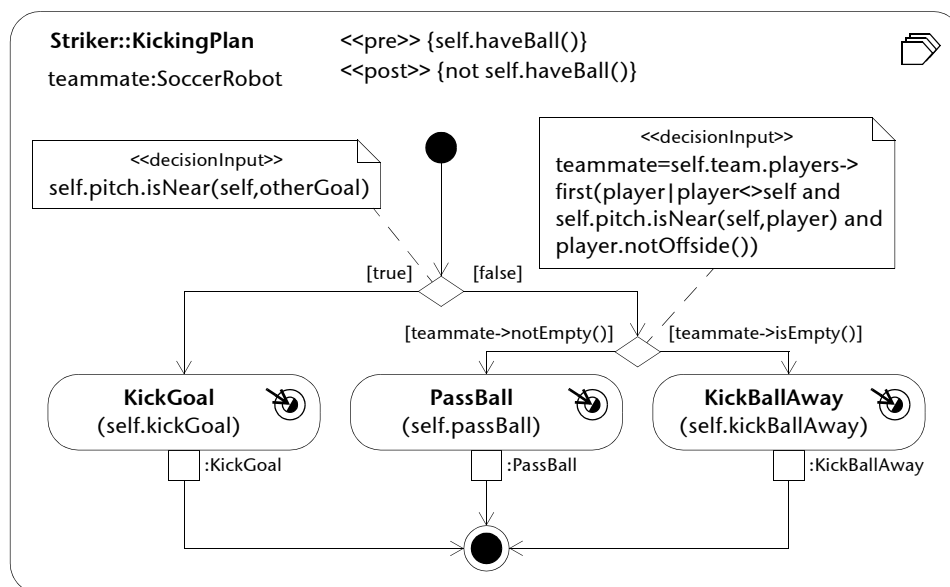 Striker::KickingPlan
<<pre>> {self.haveBall()}
teammate:SoccerRobot
<<post>> {not self.haveBall()}
<<decisionInput>>
self.pitch.isNear(self,otherGoal)
<<decisionInput>>
teammate=self.team.players->
first(player|player<>self and
self.pitch.isNear(self,player) and
player.notOffside())
[true]
[false]
[teammate->notEmpty()]
[teammate->isEmpty()]
KickGoal
(self.kickGoal)
PassBall
(self.passBall)
KickBallAway
(self.kickBallAway)
:KickGoal
:PassBall
:KickBallAway